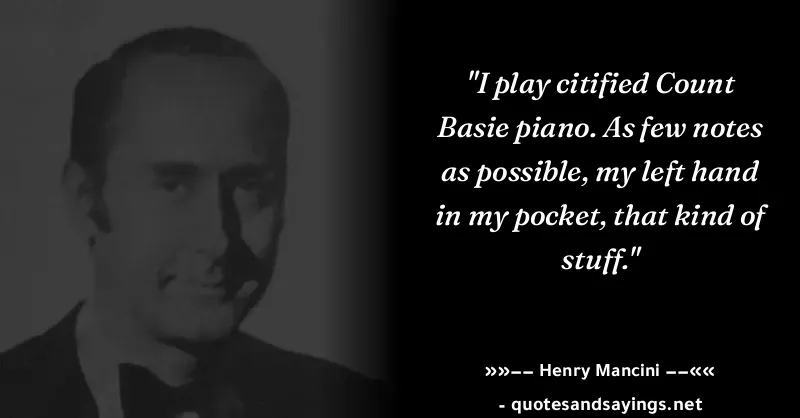 "I play citified Count
Basie piano. As few notes
as possible, my left hand
in my pocket, that kind of
stuff."
»»-- Henry Mancini --««
- quotesandsayings.net